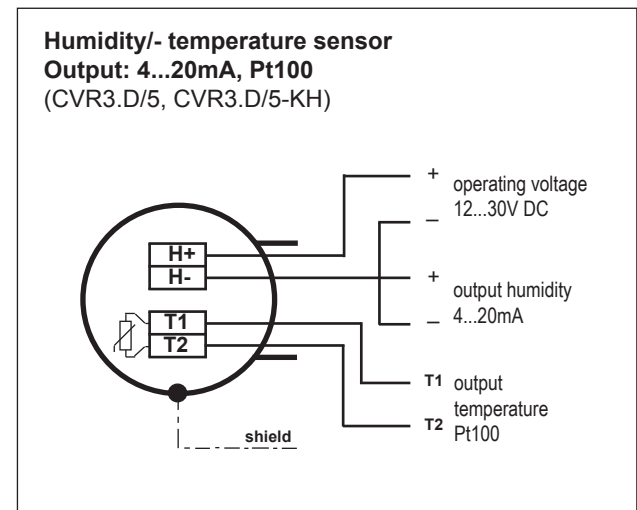 Humidity/- temperature sensor
Output: 4...20mA, Pt100
(CVR3.D/5, CVR3.D/5-KH)
+
operating voltage
12...30V DC
–
H+
H-
+
output humidity
4...20mA
–
T1
T2
T1 output
temperature
T2 Pt100
shield